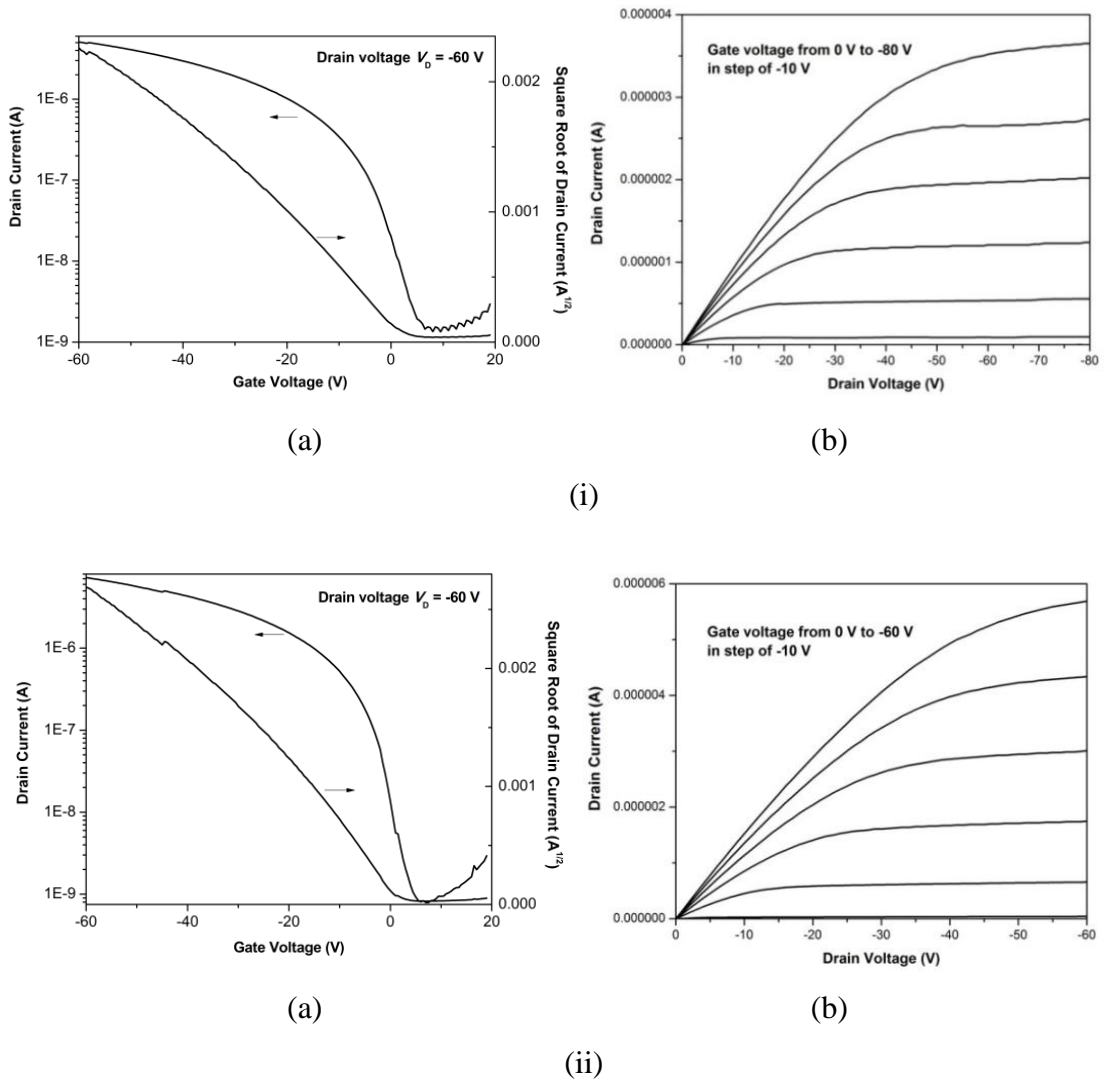 Drain voltage V_D = -60 V
1E-6
1E-7
1E-8
1E-9
Drain Current (A)
0.002
0.001
0.000
Square Root of Drain Current (A^1/2)
-60 -40 -20 0 20
Gate Voltage (V)
(a)
Gate voltage from 0 V to -80 V
in step of -10 V
0.000004
0.000003
0.000002
0.000001
0.000000
Drain Current (A)
0 -10 -20 -30 -40 -50 -60 -70 -80
Drain Voltage (V)
(b)
(i)
Drain voltage V_D = -60 V
1E-6
1E-7
1E-8
1E-9
Drain Current (A)
0.002
0.001
0.000
Square Root of Drain Current (A^1/2)
-60 -40 -20 0 20
Gate Voltage (V)
(a)
Gate voltage from 0 V to -60 V
in step of -10 V
0.000006
0.000004
0.000002
0.000000
Drain Current (A)
0 -10 -20 -30 -40 -50 -60
Drain Voltage (V)
(b)
(ii)